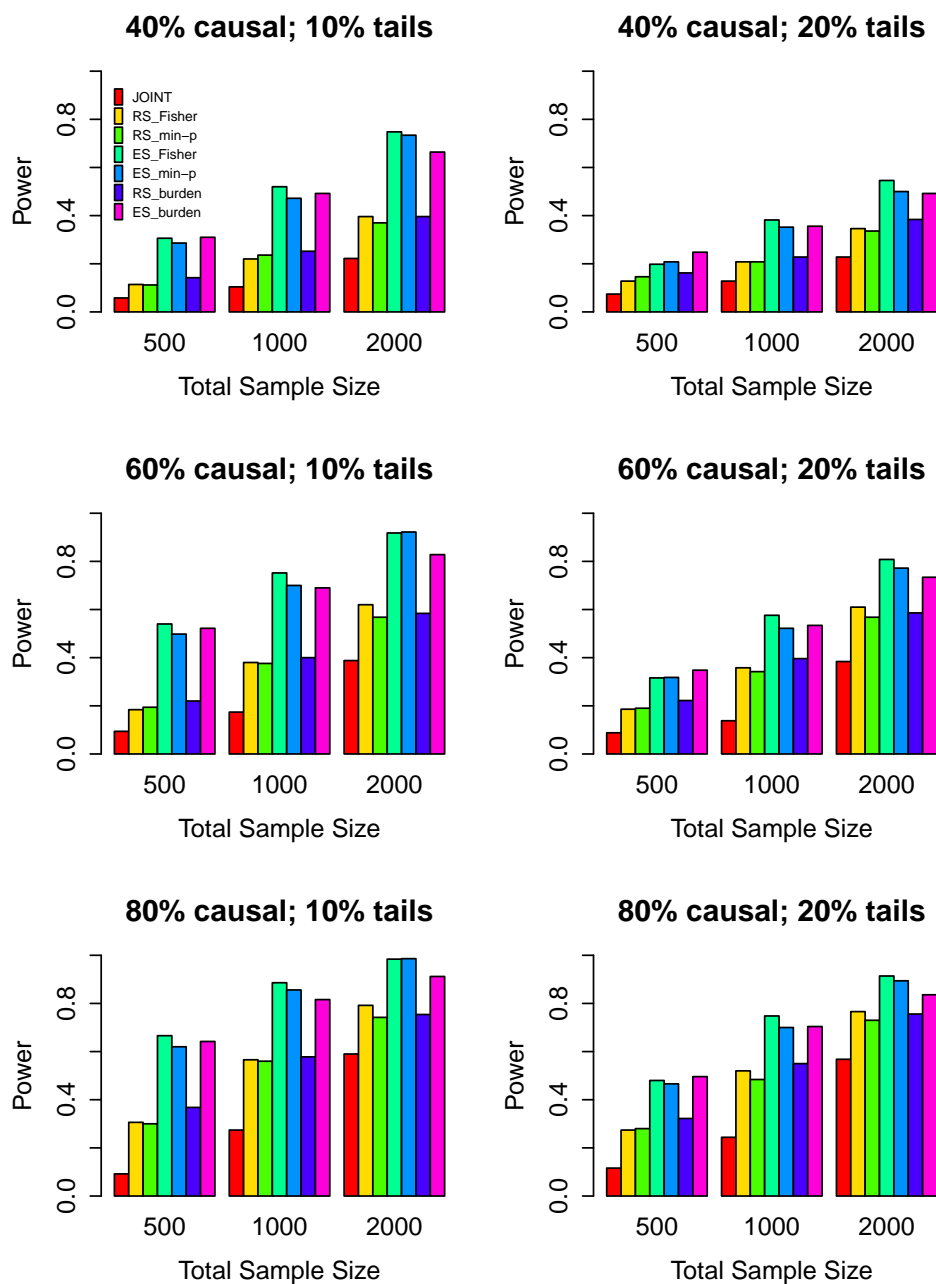 40% causal; 10% tails
Power
0.0 0.4 0.8
JOINT
RS_Fisher
RS_min−p
ES_Fisher
ES_min−p
RS_burden
ES_burden
500 1000 2000
Total Sample Size
40% causal; 20% tails
Power
0.0 0.4 0.8
500 1000 2000
Total Sample Size
60% causal; 10% tails
Power
0.0 0.4 0.8
500 1000 2000
Total Sample Size
60% causal; 20% tails
Power
0.0 0.4 0.8
500 1000 2000
Total Sample Size
80% causal; 10% tails
Power
0.0 0.4 0.8
500 1000 2000
Total Sample Size
80% causal; 20% tails
Power
0.0 0.4 0.8
500 1000 2000
Total Sample Size